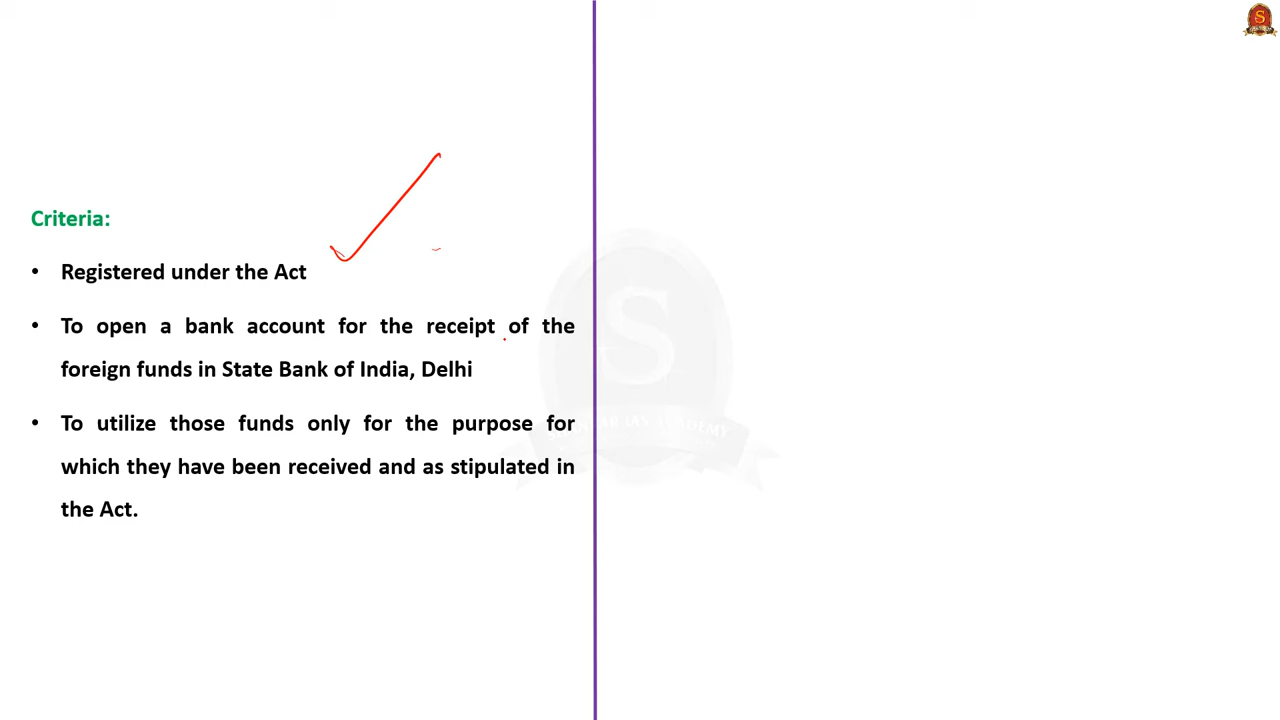 Criteria:
• Registered under the Act
• To open a bank account for the receipt of the
foreign funds in State Bank of India, Delhi
• To utilize those funds only for the purpose for
which they have been received and as stipulated in
the Act.
S